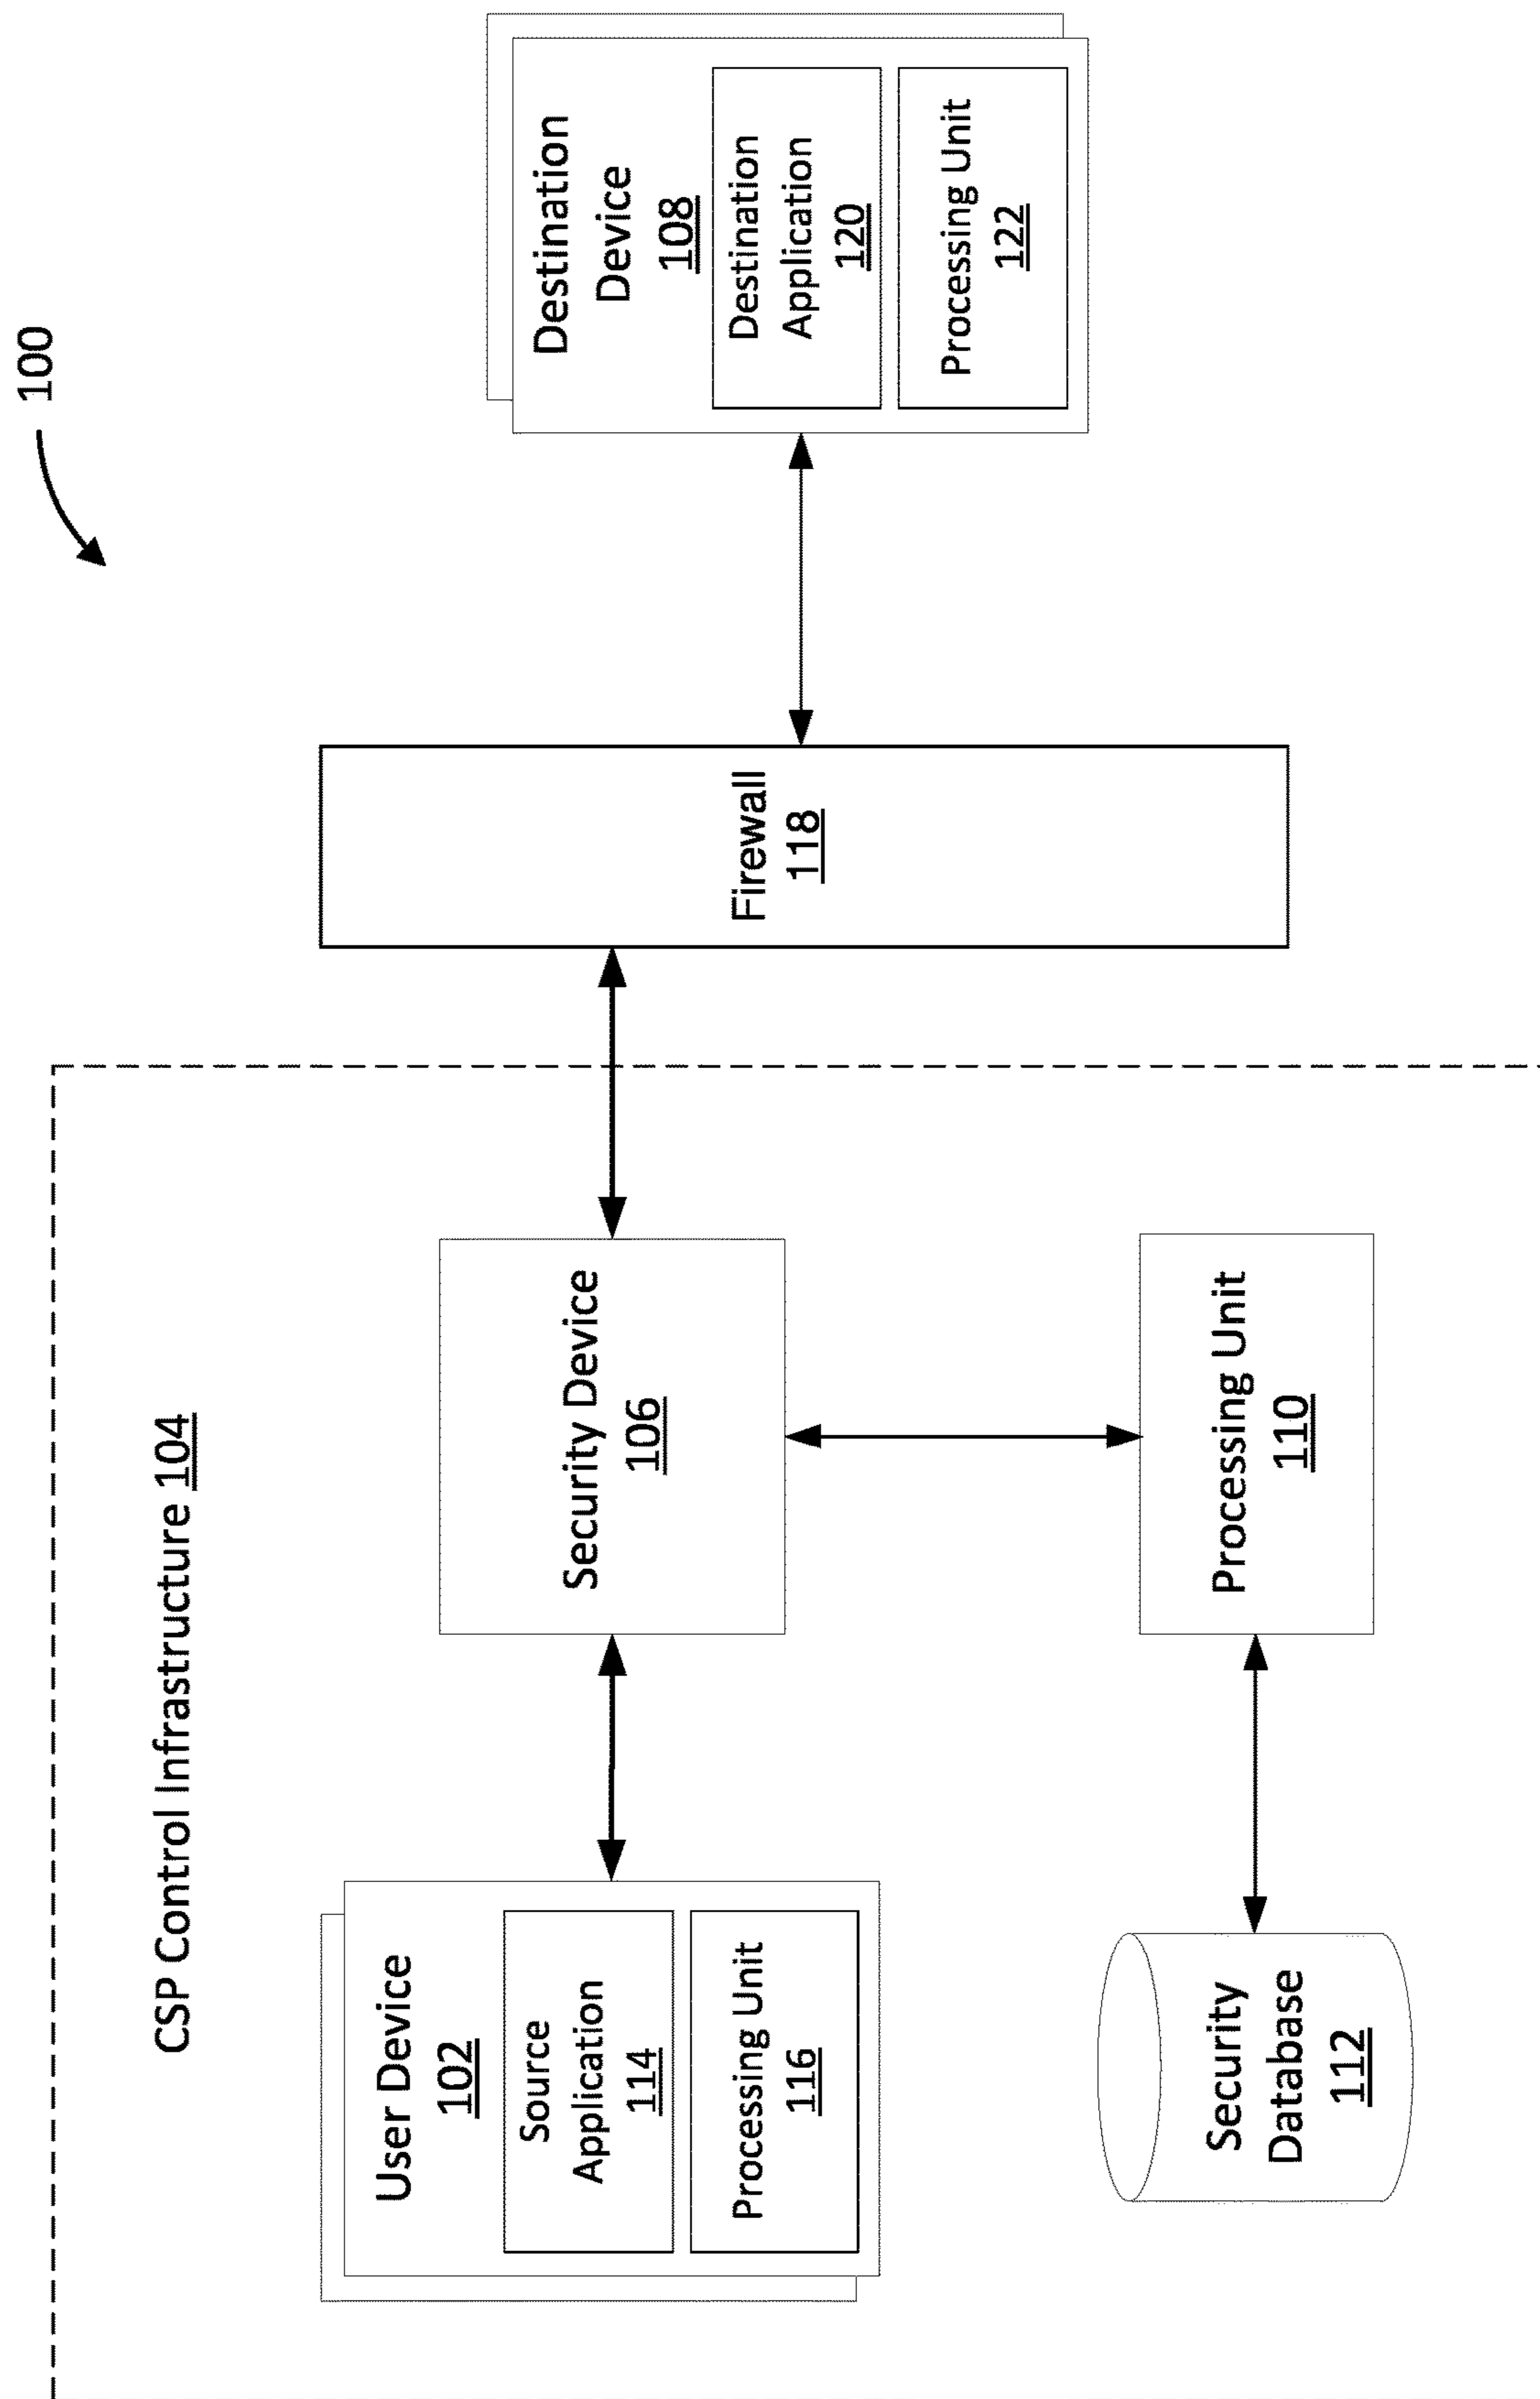 100
CSP Control Infrastructure 104
User Device
102
Source
Application
114
Processing Unit
116
Security Device
106
Firewall
118
Destination
Device
108
Destination
Application
120
Processing Unit
122
Security
Database
112
Processing Unit
110